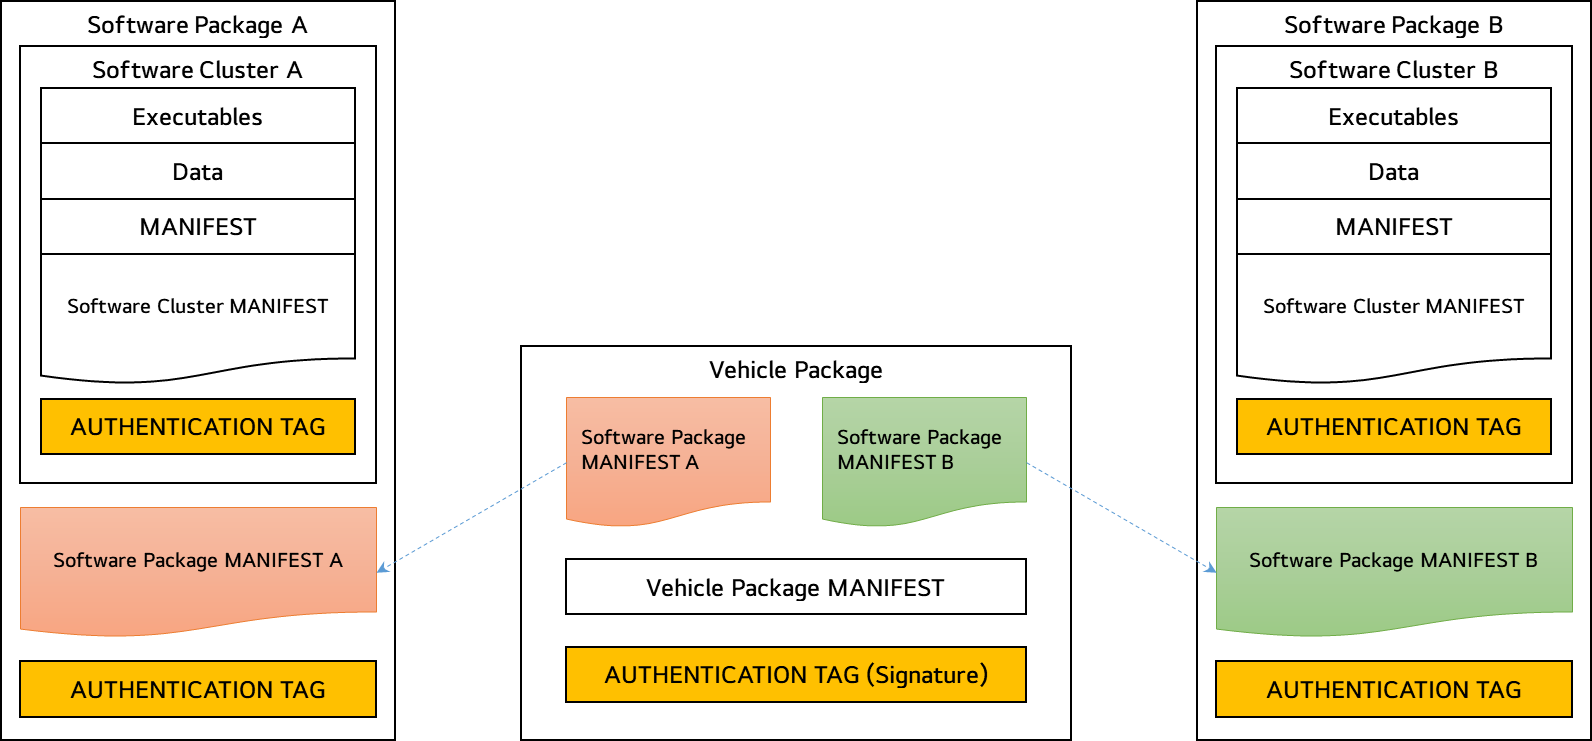 Software Package A
Software Cluster A
Executables
Data
MANIFEST
Software Cluster MANIFEST
AUTHENTICATION TAG
Software Package MANIFEST A
AUTHENTICATION TAG
Vehicle Package
Software Package
MANIFEST A
Software Package
MANIFEST B
Vehicle Package MANIFEST
AUTHENTICATION TAG (Signature)
Software Package B
Software Cluster B
Executables
Data
MANIFEST
Software Cluster MANIFEST
AUTHENTICATION TAG
Software Package MANIFEST B
AUTHENTICATION TAG